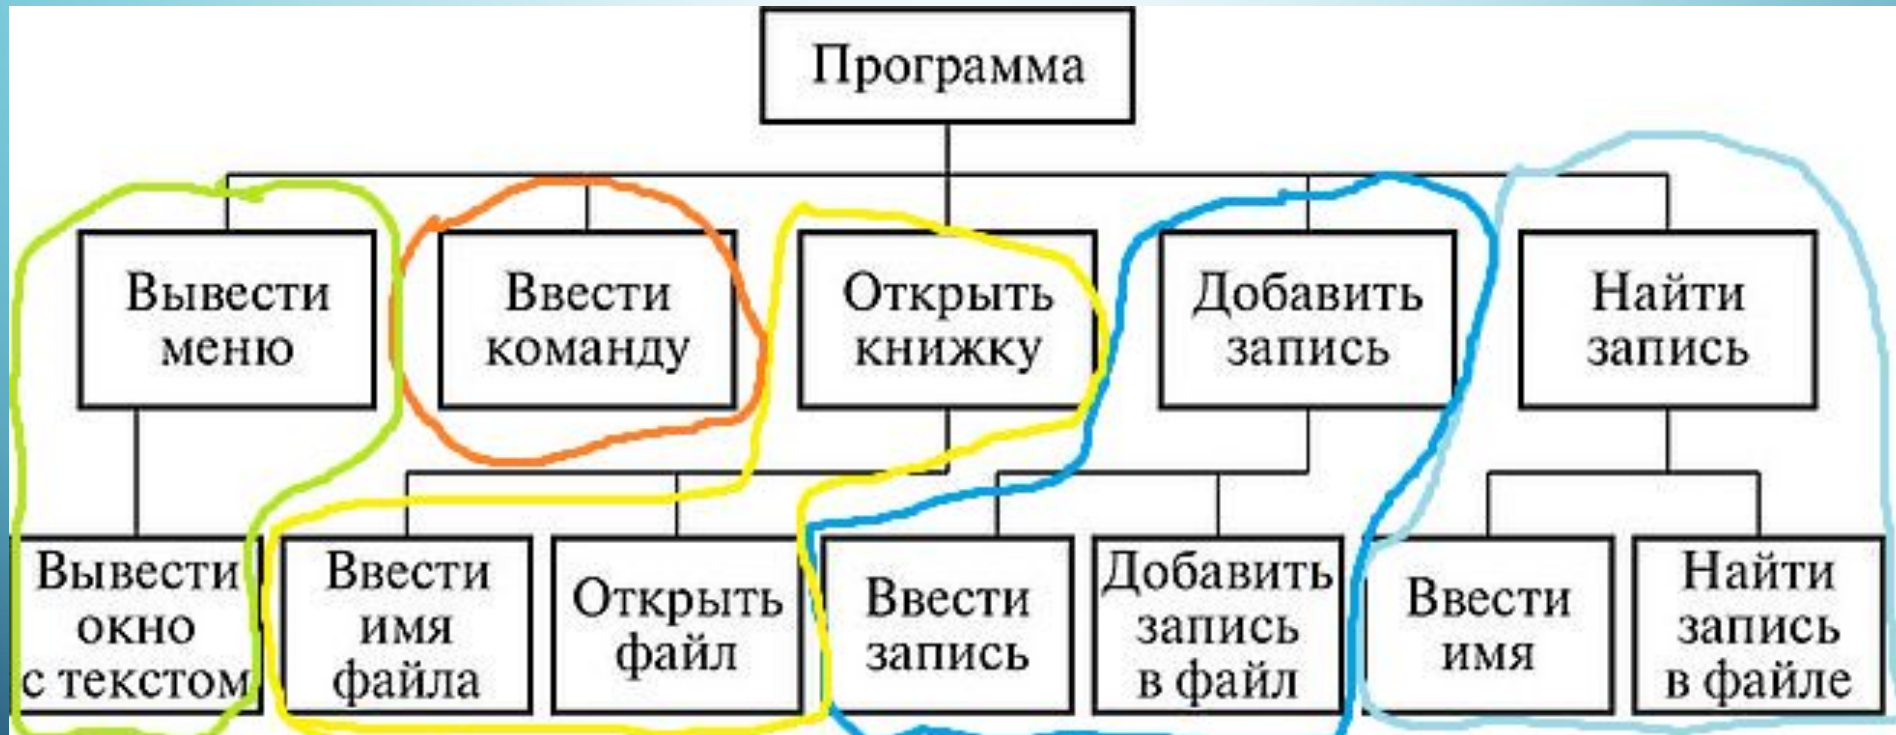 Программа
Вывести
меню
Ввести
команду
Открыть
книжку
Добавить
запись
Найти
запись
Вывести
окно
с текстом
Ввести
имя
файла
Открыть
файл
Ввести
запись
Добавить
запись
в файл
Ввести
имя
Найти
запись
в файле